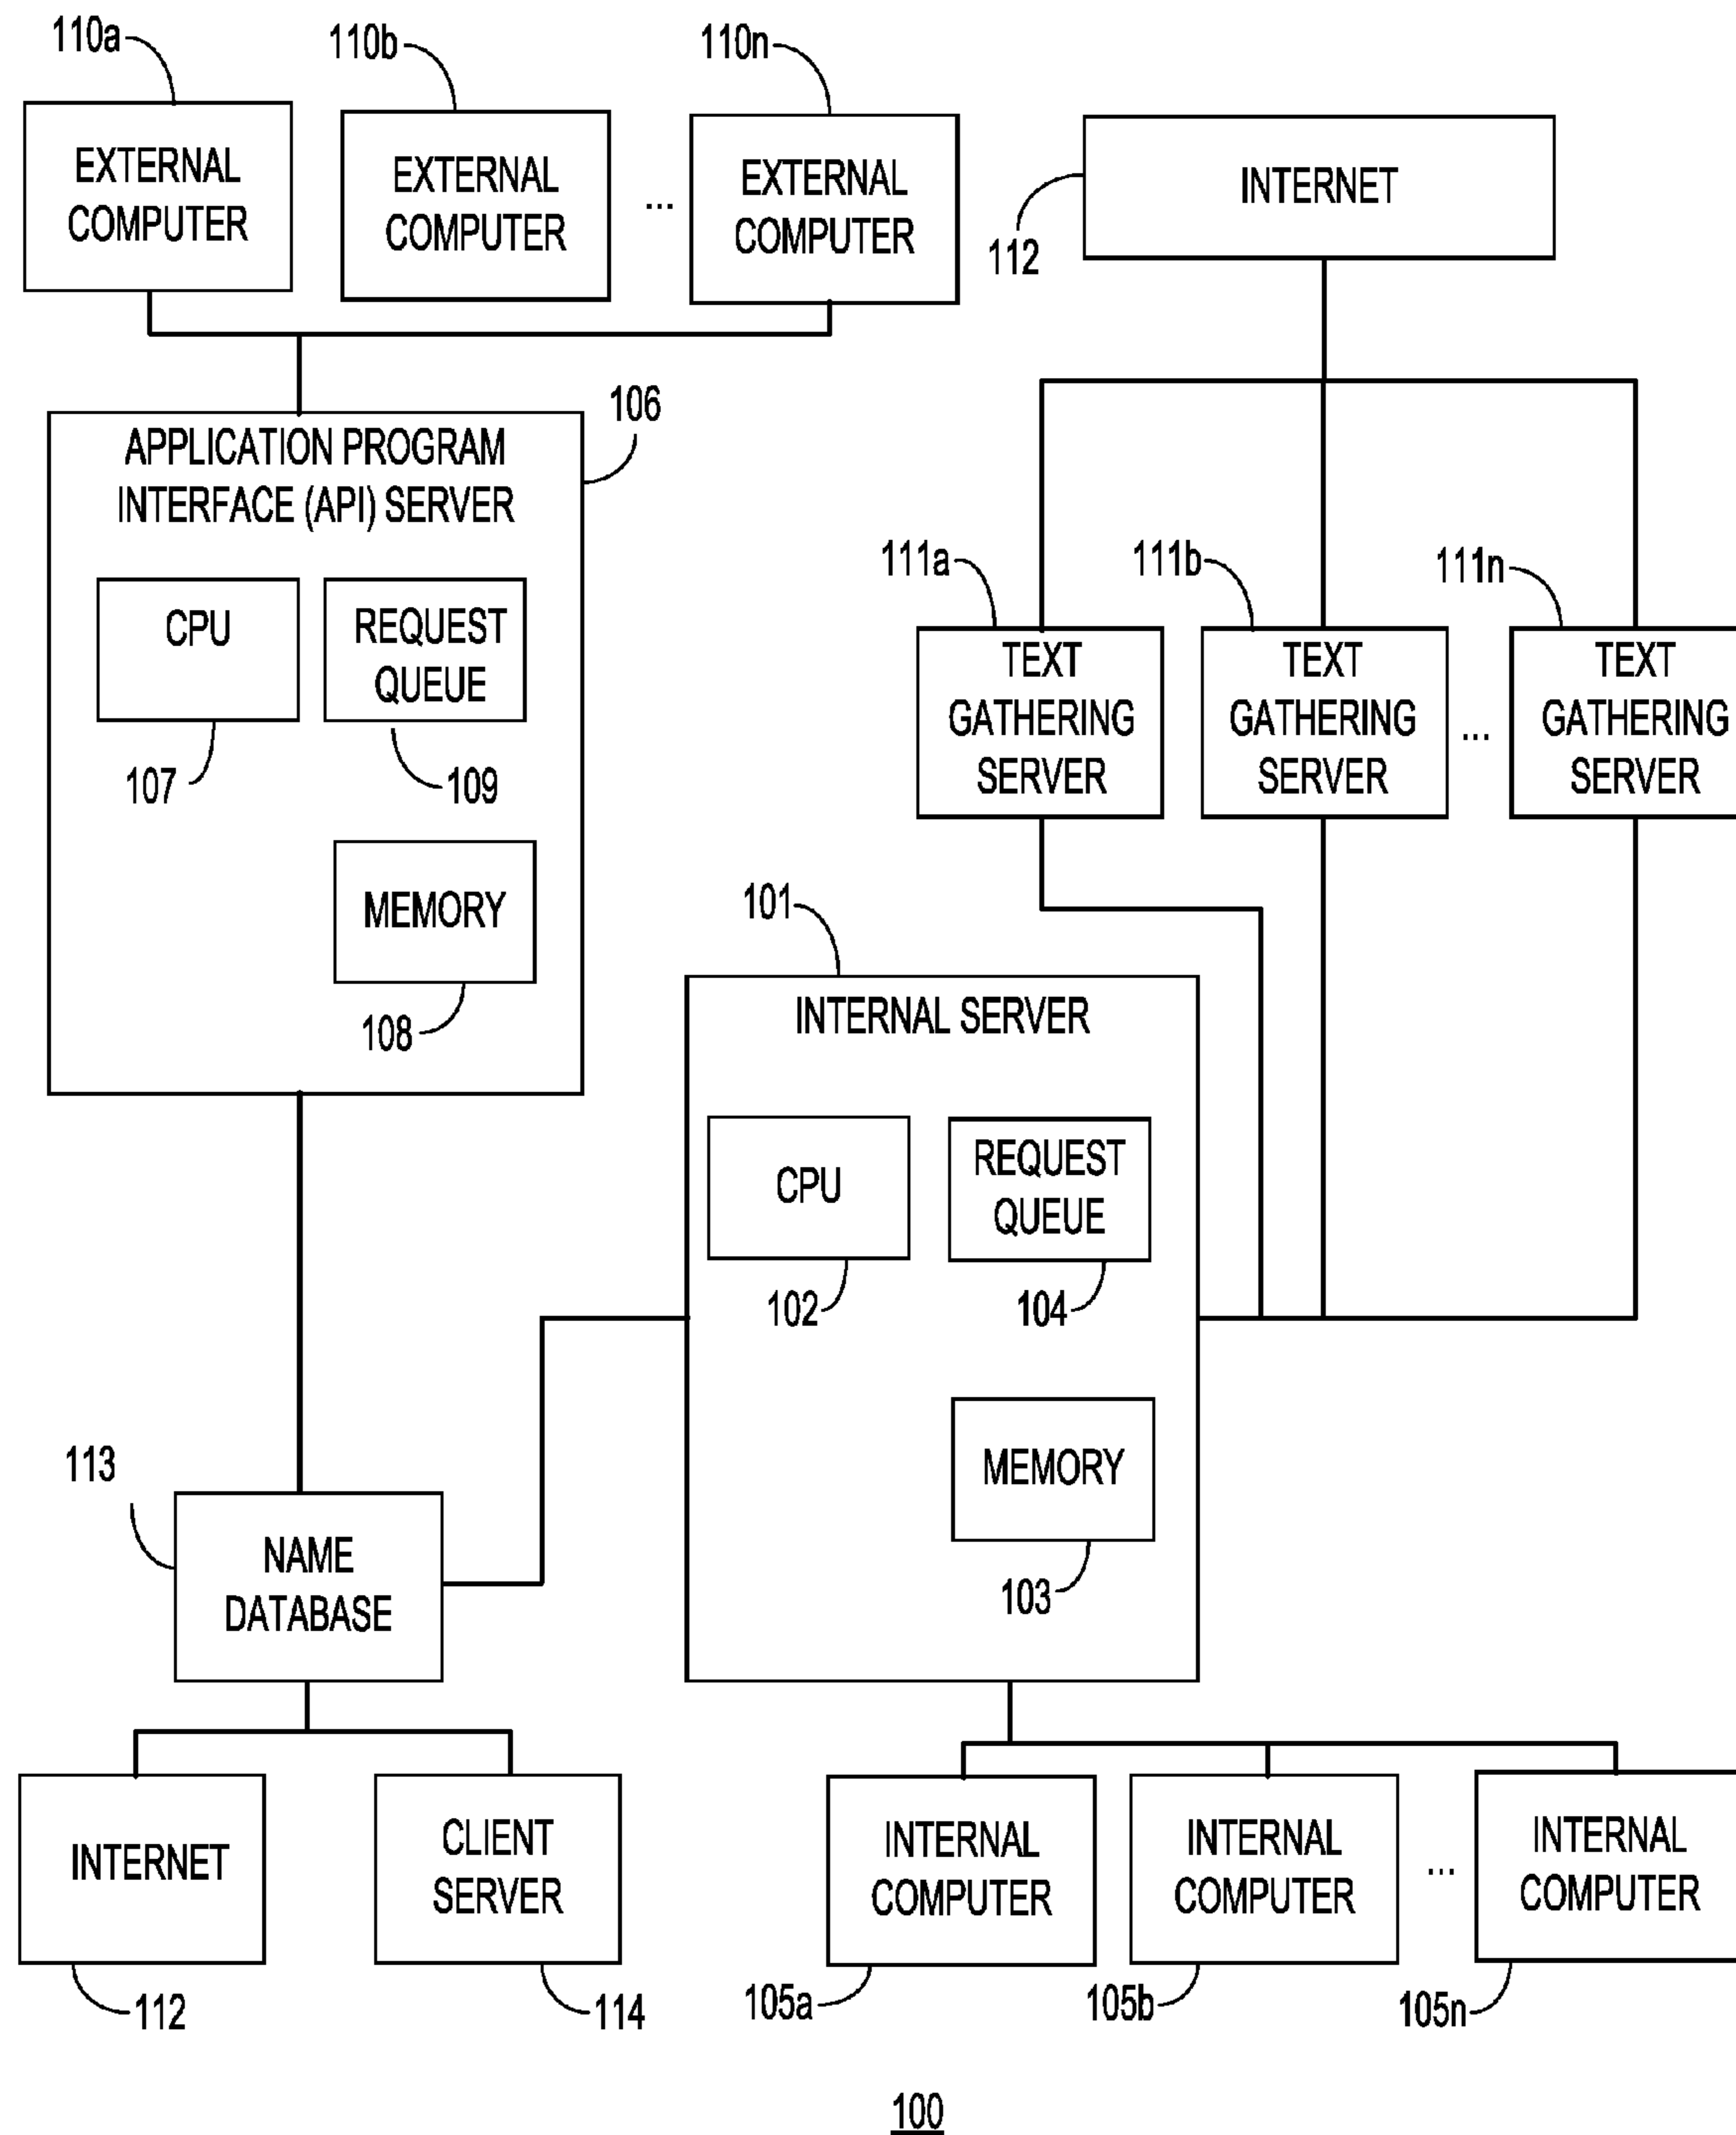 110a
110b
110n
EXTERNAL
COMPUTER
EXTERNAL
COMPUTER
...
EXTERNAL
COMPUTER
INTERNET
112
106
APPLICATION PROGRAM
INTERFACE (API) SERVER
CPU
REQUEST
QUEUE
107
109
MEMORY
108
111a
111b
111n
TEXT
GATHERING
SERVER
TEXT
GATHERING
SERVER
...
TEXT
GATHERING
SERVER
101
INTERNAL SERVER
CPU
REQUEST
QUEUE
102
104
MEMORY
103
113
NAME
DATABASE
INTERNET
CLIENT
SERVER
112
114
INTERNAL
COMPUTER
INTERNAL
COMPUTER
...
INTERNAL
COMPUTER
105a
105b
105n
100